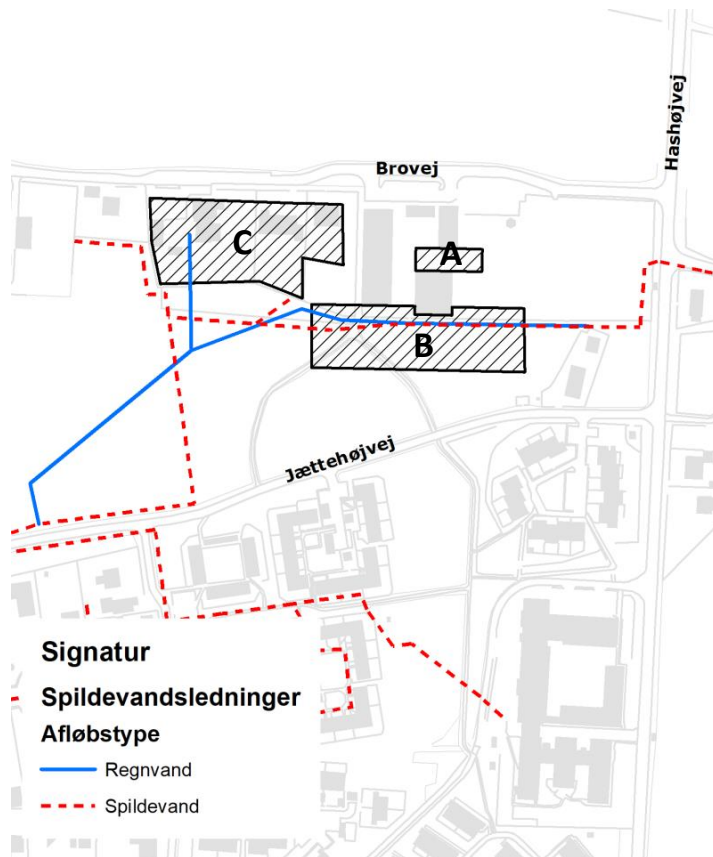 Brovej
Hashøjvej
C
A
B
Jættehøjvej
Signatur
Spildevandsledninger
Afløbstype
Regnvand
Spildevand